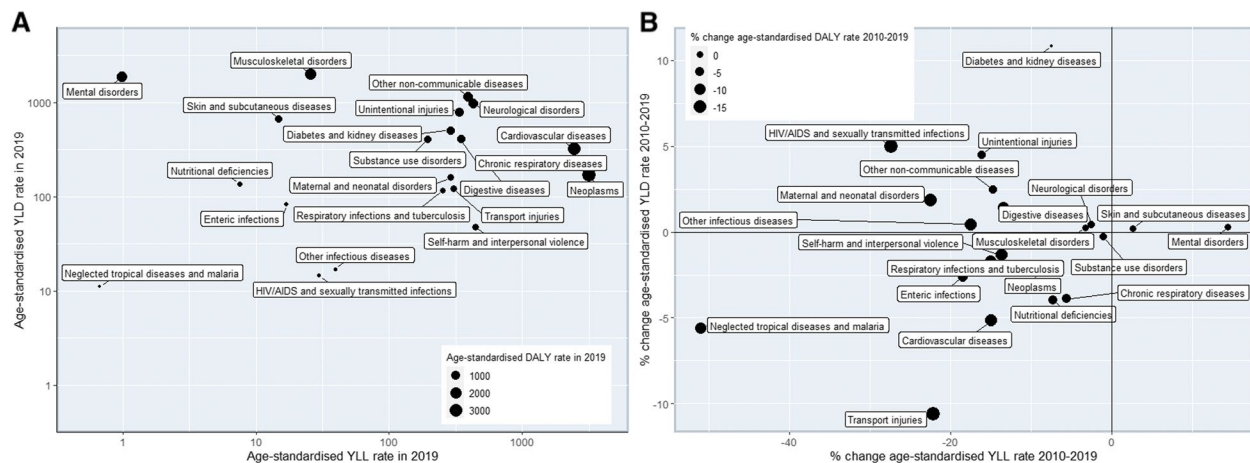 A
Age-standardised YLD rate in 2019
1000
100
10
1
Mental disorders
Musculoskeletal disorders
Other non-communicable diseases
Skin and subcutaneous diseases
Unintentional injuries
Neurological disorders
Diabetes and kidney diseases
Cardiovascular diseases
Substance use disorders
Chronic respiratory diseases
Nutritional deficiencies
Maternal and neonatal disorders
Digestive diseases
Neoplasms
Enteric infections
Respiratory infections and tuberculosis
Transport injuries
Self-harm and interpersonal violence
Other infectious diseases
Neglected tropical diseases and malaria
HIV/AIDS and sexually transmitted infections
Age-standardised DALY rate in 2019
1000
2000
3000
1
10
100
1000
Age-standardised YLL rate in 2019
B
% change age-standardised YLD rate 2010-2019
10
5
0
-5
-10
% change age-standardised DALY rate 2010-2019
0
-5
-10
-15
Diabetes and kidney diseases
HIV/AIDS and sexually transmitted infections
Unintentional injuries
Other non-communicable diseases
Maternal and neonatal disorders
Neurological disorders
Other infectious diseases
Digestive diseases
Skin and subcutaneous diseases
Self-harm and interpersonal violence
Musculoskeletal disorders
Mental disorders
Respiratory infections and tuberculosis
Substance use disorders
Enteric infections
Neoplasms
Chronic respiratory diseases
Nutritional deficiencies
Neglected tropical diseases and malaria
Cardiovascular diseases
Transport injuries
-40
-20
0
% change age-standardised YLL rate 2010-2019